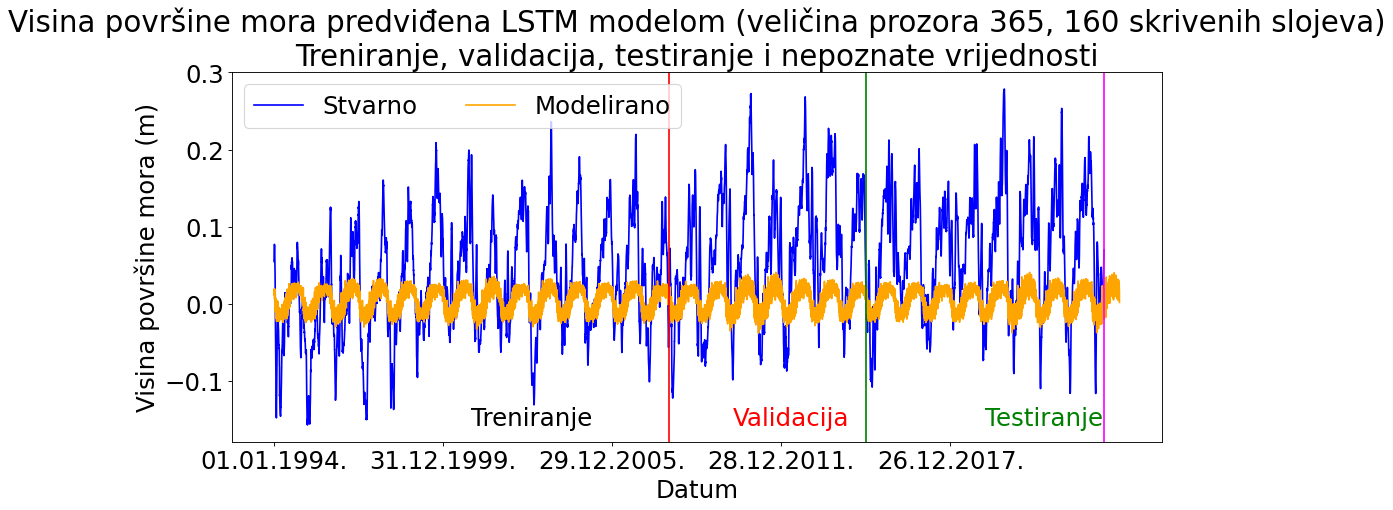 Visina površine mora predviđena LSTM modelom (veličina prozora 365, 160 skrivenih slojeva)
Treniranje, validacija, testiranje i nepoznate vrijednosti
Stvarno
Modelirano
Visina površine mora (m)
0.3
0.2
0.1
0.0
−0.1
Treniranje
Validacija
Testiranje
01.01.1994.
31.12.1999.
29.12.2005.
28.12.2011.
26.12.2017.
Datum